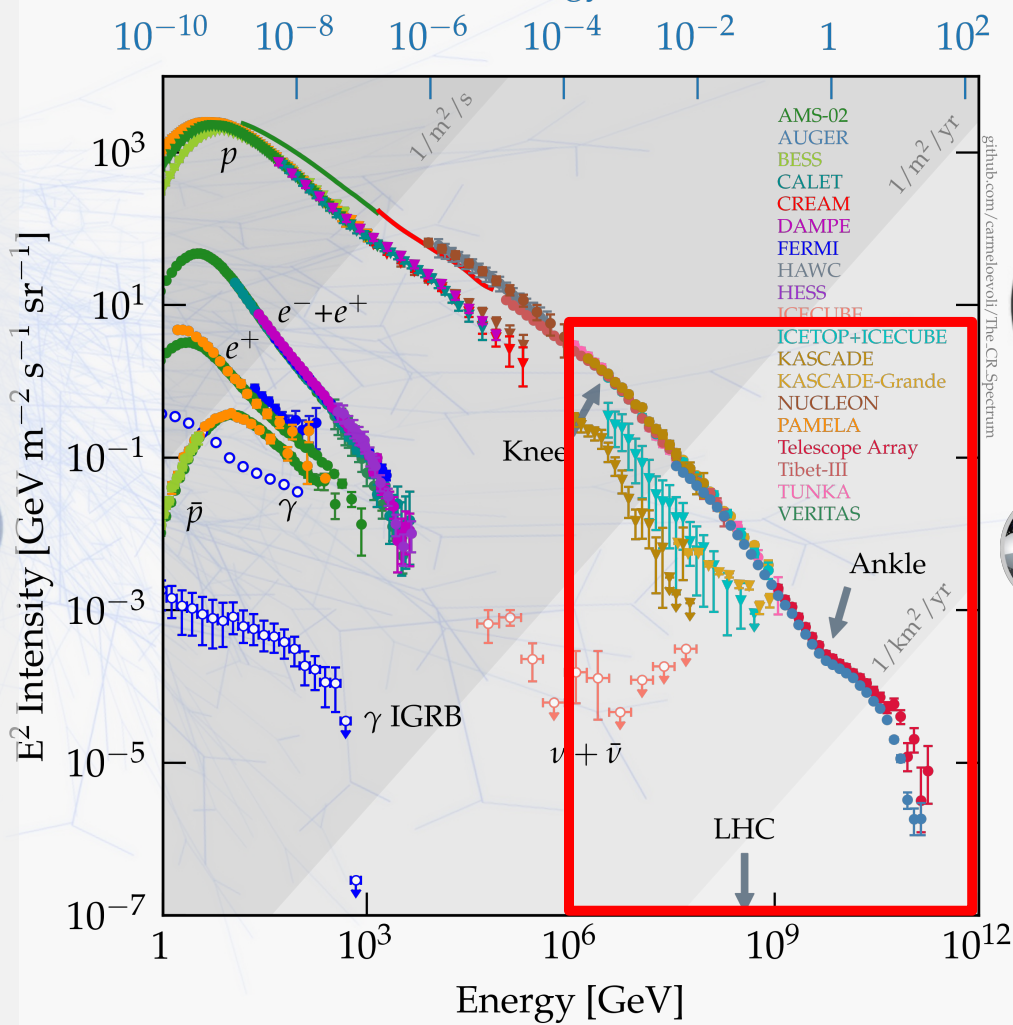 10⁻¹⁰ 10⁻⁸ 10⁻⁶ 10⁻⁴ 10⁻² 1 10²
E² Intensity [GeV m⁻² s⁻¹ sr⁻¹]
10³
10¹
10⁻¹
10⁻³
10⁻⁵
10⁻⁷
p
e⁻+e⁺
e⁺
p̄
γ
γ IGRB
ν + ν̄
1/m²/s
1/m²/yr
1/km²/yr
Knee
Ankle
LHC
AMS-02
AUGER
BESS
CALET
CREAM
DAMPE
FERMI
HAWC
HESS
ICECUBE
ICETOP+ICECUBE
KASCADE
KASCADE-Grande
NUCLEON
PAMELA
Telescope Array
Tibet-III
TUNKA
VERITAS
github.com/carmeloevoli/The_CR_Spectrum
1 10³ 10⁶ 10⁹ 10¹²
Energy [GeV]